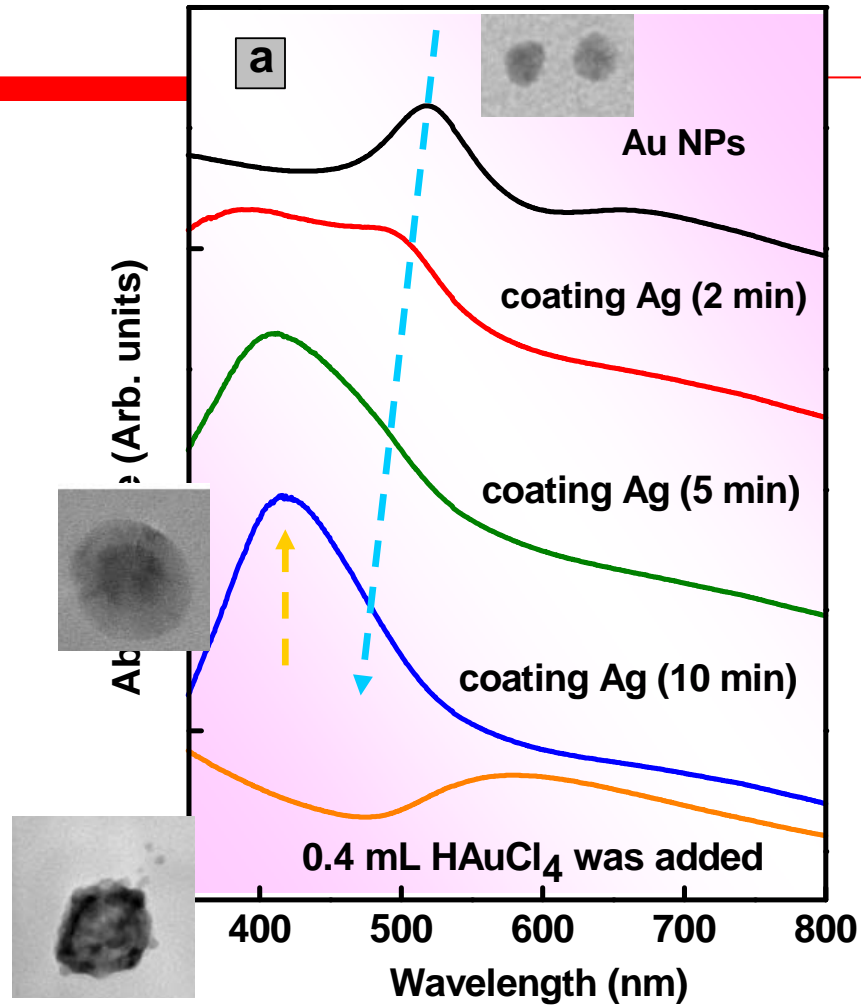 a
Au NPs
coating Ag (2 min)
coating Ag (5 min)
coating Ag (10 min)
0.4 mL HAuCl₄ was added
(Arb. units)
400 500 600 700 800
Wavelength (nm)